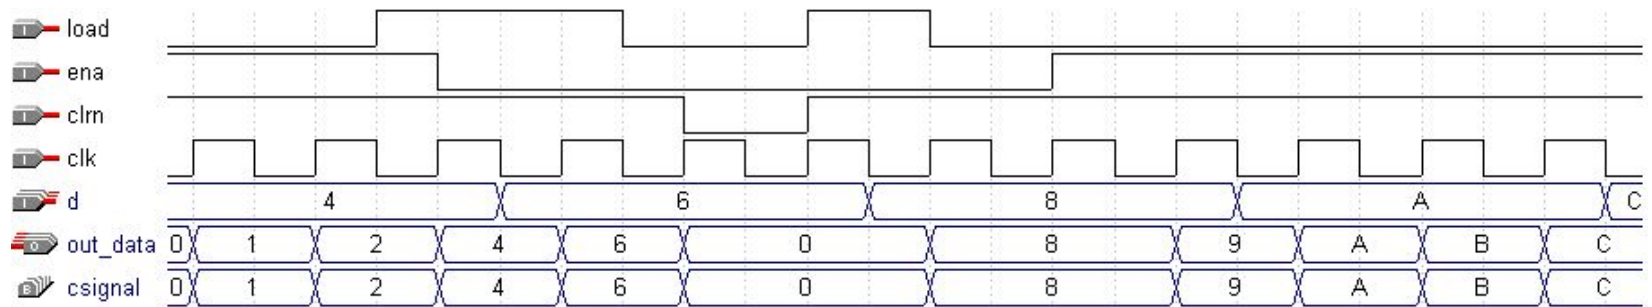 load
ena
clrn
clk
d 4 6 8 A C
out_data 0 1 2 4 6 0 8 9 A B C
csignal 0 1 2 4 6 0 8 9 A B C